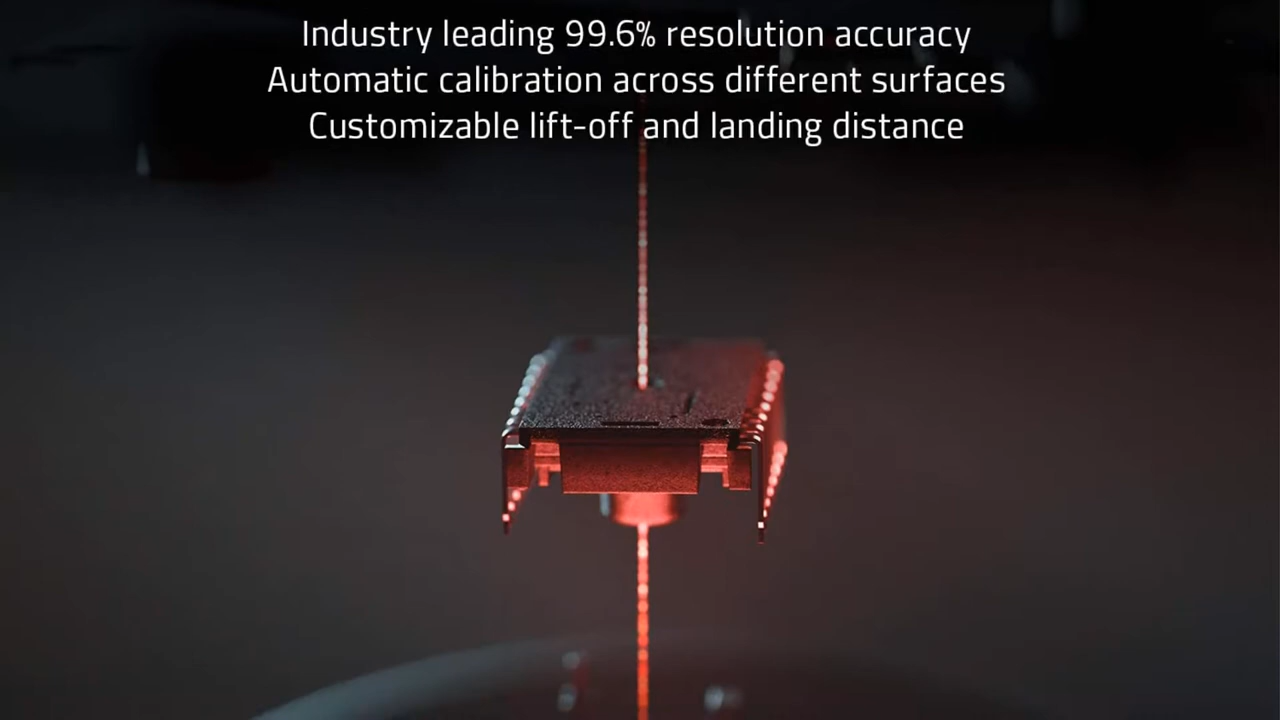 Industry leading 99.6% resolution accuracy
Automatic calibration across different surfaces
Customizable lift-off and landing distance